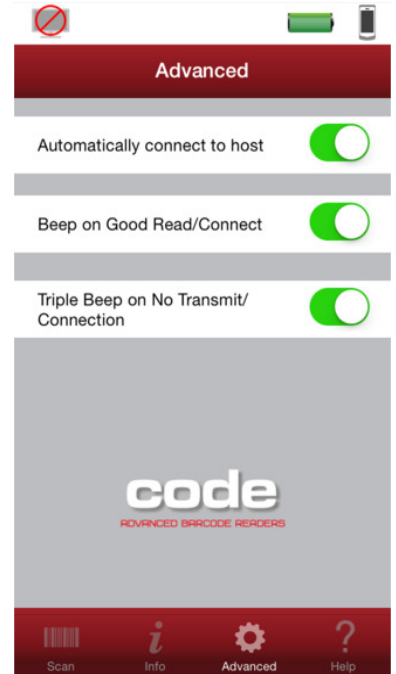 Advanced
Automatically connect to host
Beep on Good Read/Connect
Triple Beep on No Transmit/
Connection
code
ADVANCED BARCODE READERS
Scan Info Advanced Help